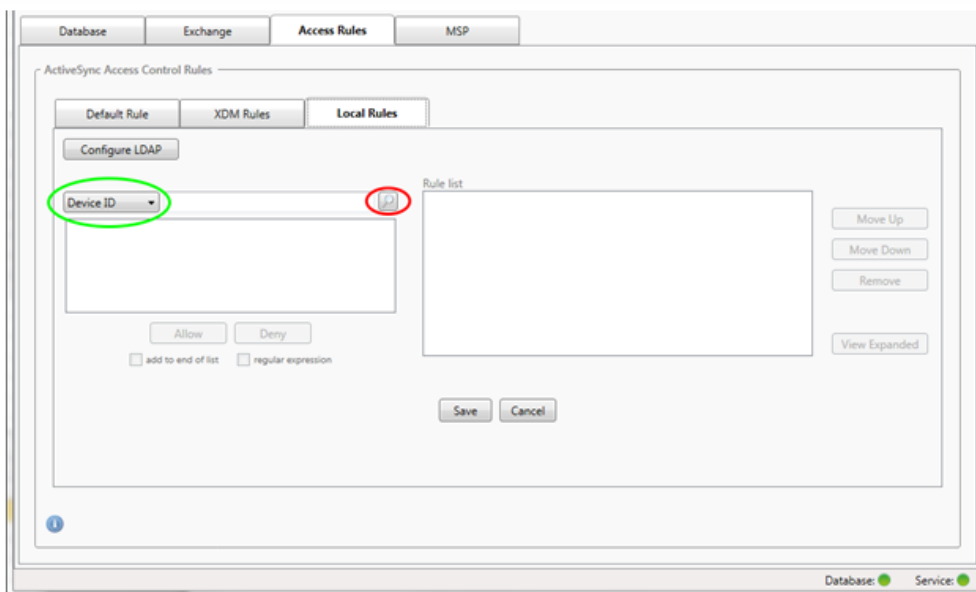 Database Exchange Access Rules MSP
ActiveSync Access Control Rules
Default Rule XDM Rules Local Rules
Configure LDAP
Rule list
Device ID
Move Up
Move Down
Remove
Allow Deny
View Expanded
add to end of list regular expression
Save Cancel
Database: Service: